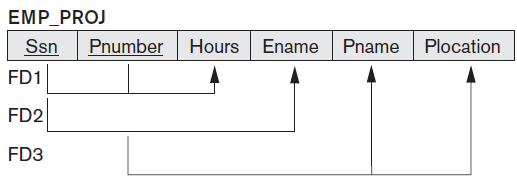 EMP_PROJ
Ssn Pnumber Hours Ename Pname Plocation
FD1
FD2
FD3